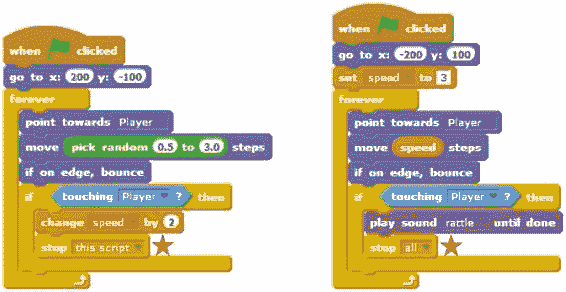 when clicked
go to x: 200 y: -100
forever
point towards Player
move pick random 0.5 to 3.0 steps
if on edge, bounce
if touching Player ? then
change speed by 2
stop this script
when clicked
go to x: -200 y: 100
set speed to 3
forever
point towards Player
move speed steps
if on edge, bounce
if touching Player ? then
play sound rattle until done
stop all